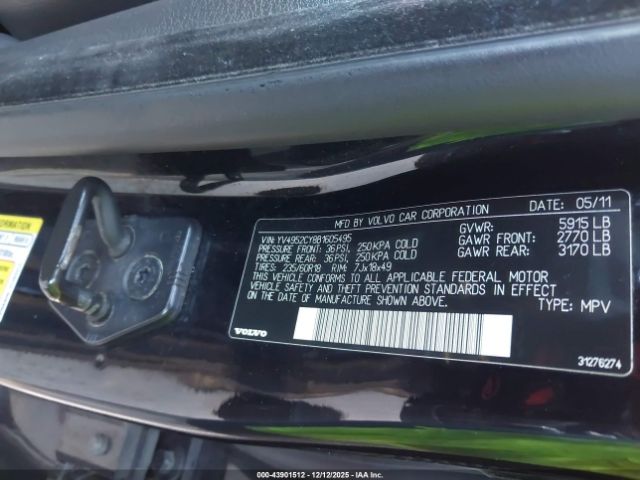 MFD BY VOLVO CAR CORPORATION DATE: 05/11
VIN: YV4952CY8B1605495 GVWR: 5915 LB
PRESSURE FRONT: 36PSI, 250KPA COLD GAWR FRONT: 2770 LB
PRESSURE REAR: 36PSI, 250KPA COLD GAWR REAR: 3170 LB
TIRES: 235/60R18 RIM: 7Jx18x49
THIS VEHICLE CONFORMS TO ALL APPLICABLE FEDERAL MOTOR
VEHICLE SAFETY AND THEFT PREVENTION STANDARDS IN EFFECT
ON THE DATE OF MANUFACTURE SHOWN ABOVE. TYPE: MPV
VOLVO
31276274
000-43901512 - 12/12/2025 - IAAI.COM